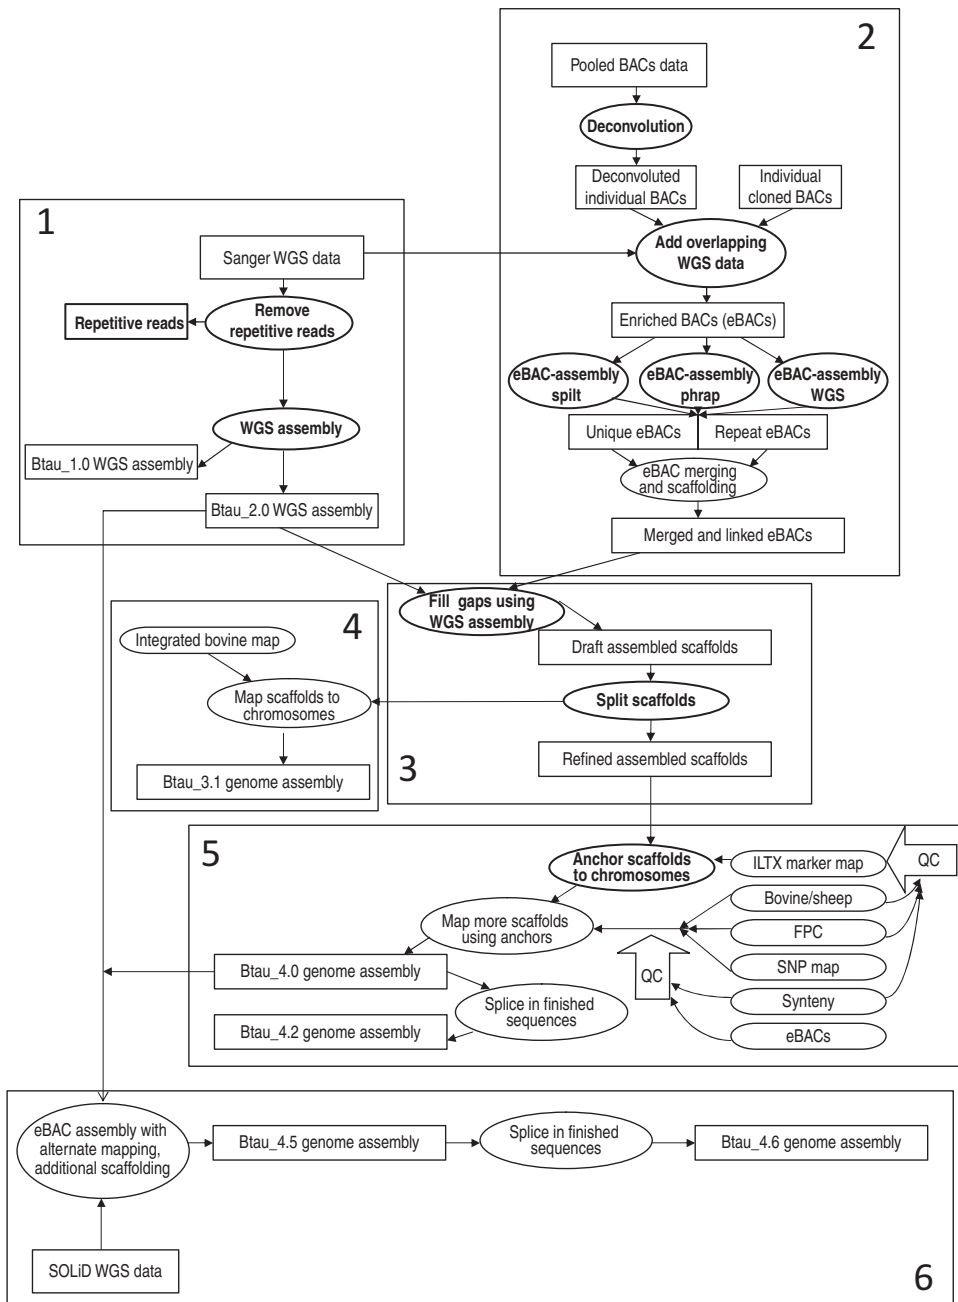 2
Pooled BACs data
Deconvolution
Deconvoluted
individual BACs
Individual
cloned BACs
1
Sanger WGS data
Add overlapping
WGS data
Repetitive reads
Remove
repetitive reads
Enriched BACs (eBACs)
eBAC-assembly
spilt
eBAC-assembly
phrap
eBAC-assembly
WGS
WGS assembly
Unique eBACs
Repeat eBACs
Btau_1.0 WGS assembly
eBAC merging
and scaffolding
Btau_2.0 WGS assembly
Merged and linked eBACs
Fill gaps using
WGS assembly
4
Integrated bovine map
Draft assembled scaffolds
Map scaffolds to
chromosomes
Split scaffolds
3
Refined assembled scaffolds
Btau_3.1 genome assembly
5
Anchor scaffolds
to chromosomes
ILTX marker map
QC
Bovine/sheep
Map more scaffolds
using anchors
FPC
Btau_4.0 genome assembly
SNP map
QC
Splice in finished
sequences
Synteny
Btau_4.2 genome assembly
eBACs
eBAC assembly with
alternate mapping,
additional scaffolding
Btau_4.5 genome assembly
Splice in finished
sequences
Btau_4.6 genome assembly
SOLiD WGS data
6